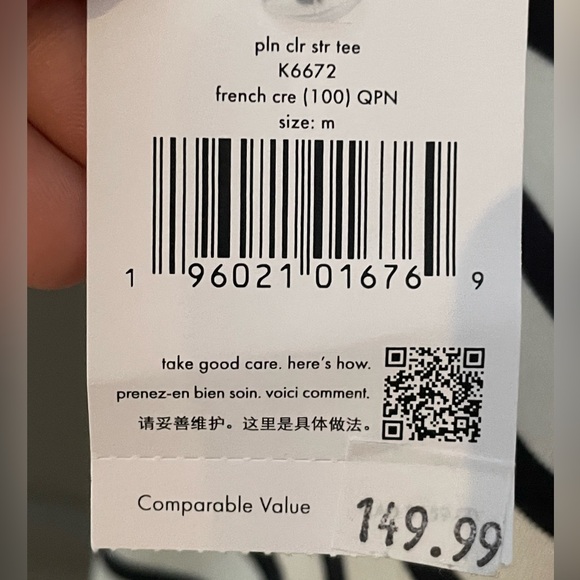 pln clr str tee
K6672
french cre (100) QPN
size: m
1 96021 01676 9
take good care. here's how.
prenez-en bien soin. voici comment.
请妥善维护。这里是具体做法。
Comparable Value 149.99